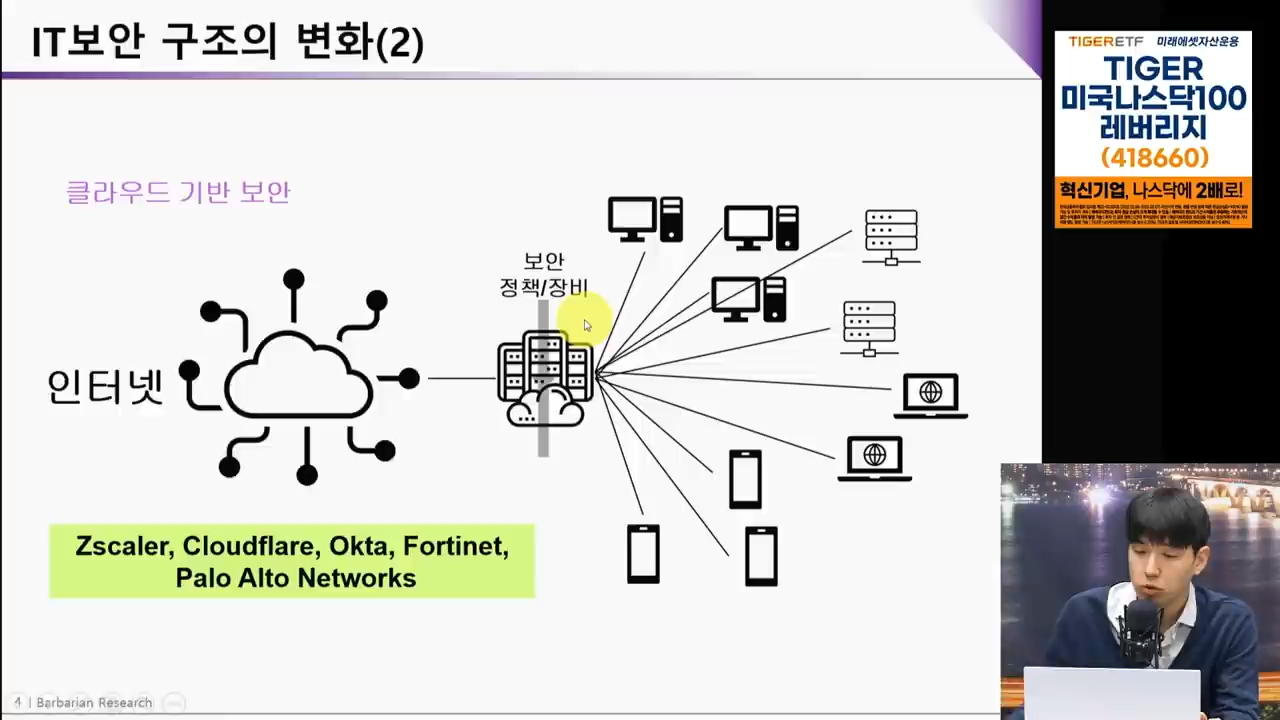 IT보안 구조의 변화(2)
클라우드 기반 보안
보안
정책/장비
인터넷
Zscaler, Cloudflare, Okta, Fortinet,
Palo Alto Networks
4 | Barbarian Research
TIGER ETF 미래에셋자산운용
TIGER
미국나스닥100
레버리지
(418660)
혁신기업, 나스닥에 2배로!